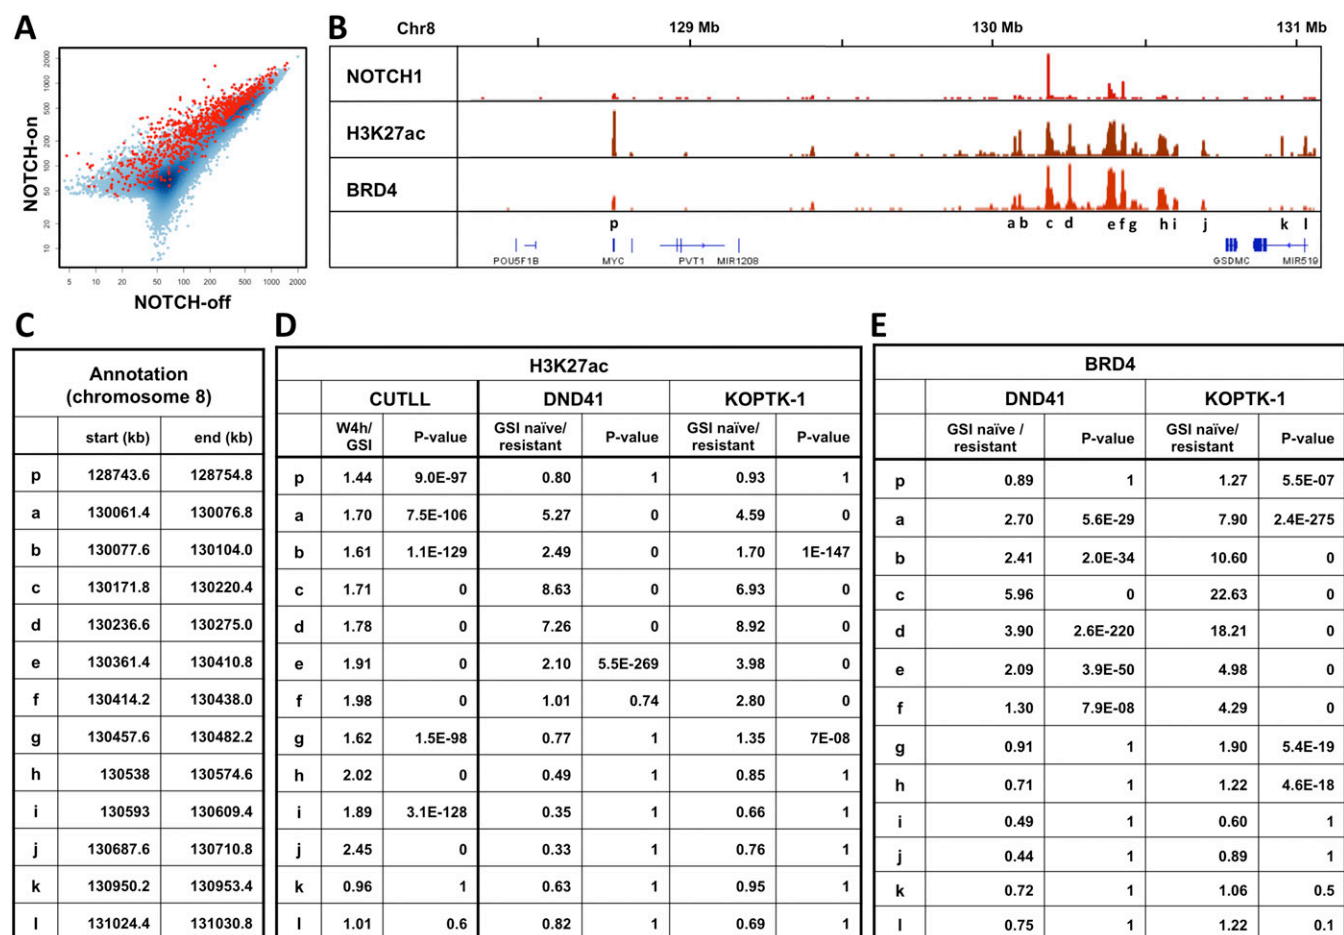 A
NOTCH-on
2000
1000
500
200
100
50
20
10
5 10 20 50 100 200 500 1000 2000
NOTCH-off
B
Chr8 129 Mb 130 Mb 131 Mb
NOTCH1
H3K27ac
BRD4
p a b c d e f g h i j k l
POU5F1B MYC PVT1 MIR1208 GSDMC MIR519
C
Annotation
(chromosome 8)
start (kb) end (kb)
p 128743.6 128754.8
a 130061.4 130076.8
b 130077.6 130104.0
c 130171.8 130220.4
d 130236.6 130275.0
e 130361.4 130410.8
f 130414.2 130438.0
g 130457.6 130482.2
h 130538 130574.6
i 130593 130609.4
j 130687.6 130710.8
k 130950.2 130953.4
l 131024.4 131030.8
D
H3K27ac
CUTLL DND41 KOPTK-1
W4h/ GSI naïve/ GSI naïve/
GSI P-value resistant P-value resistant P-value
p 1.44 9.0E-97 0.80 1 0.93 1
a 1.70 7.5E-106 5.27 0 4.59 0
b 1.61 1.1E-129 2.49 0 1.70 1E-147
c 1.71 0 8.63 0 6.93 0
d 1.78 0 7.26 0 8.92 0
e 1.91 0 2.10 5.5E-269 3.98 0
f 1.98 0 1.01 0.74 2.80 0
g 1.62 1.5E-98 0.77 1 1.35 7E-08
h 2.02 0 0.49 1 0.85 1
i 1.89 3.1E-128 0.35 1 0.66 1
j 2.45 0 0.33 1 0.76 1
k 0.96 1 0.63 1 0.95 1
l 1.01 0.6 0.82 1 0.69 1
E
BRD4
DND41 KOPTK-1
GSI naïve / GSI naïve/
resistant P-value resistant P-value
p 0.89 1 1.27 5.5E-07
a 2.70 5.6E-29 7.90 2.4E-275
b 2.41 2.0E-34 10.60 0
c 5.96 0 22.63 0
d 3.90 2.6E-220 18.21 0
e 2.09 3.9E-50 4.98 0
f 1.30 7.9E-08 4.29 0
g 0.91 1 1.90 5.4E-19
h 0.71 1 1.22 4.6E-18
i 0.49 1 0.60 1
j 0.44 1 0.89 1
k 0.72 1 1.06 0.5
l 0.75 1 1.22 0.1